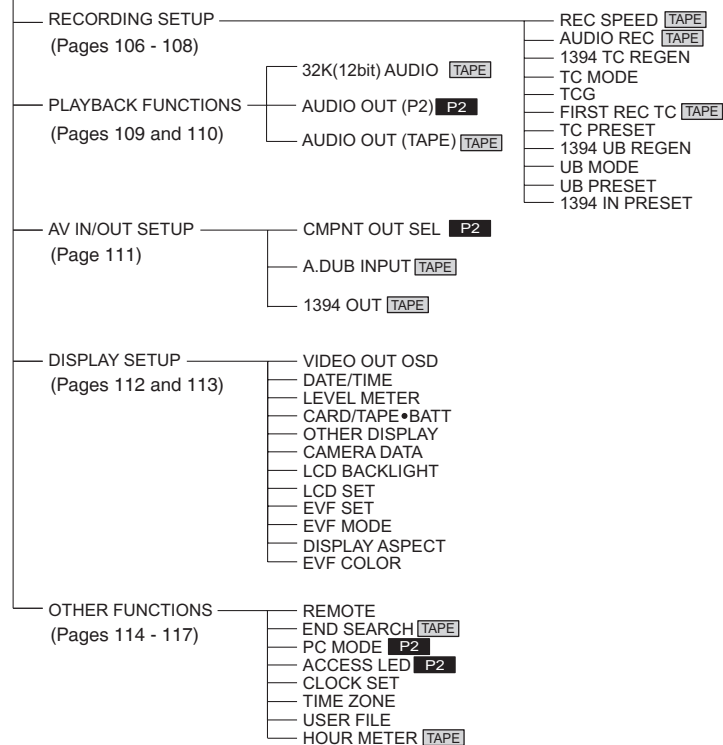 RECORDING SETUP
(Pages 106 - 108)
REC SPEED TAPE
AUDIO REC TAPE
1394 TC REGEN
TC MODE
TCG
FIRST REC TC TAPE
TC PRESET
1394 UB REGEN
UB MODE
UB PRESET
1394 IN PRESET
PLAYBACK FUNCTIONS
(Pages 109 and 110)
32K(12bit) AUDIO TAPE
AUDIO OUT (P2) P2
AUDIO OUT (TAPE) TAPE
AV IN/OUT SETUP
(Page 111)
CMPNT OUT SEL P2
A.DUB INPUT TAPE
1394 OUT TAPE
DISPLAY SETUP
(Pages 112 and 113)
VIDEO OUT OSD
DATE/TIME
LEVEL METER
CARD/TAPE•BATT
OTHER DISPLAY
CAMERA DATA
LCD BACKLIGHT
LCD SET
EVF SET
EVF MODE
DISPLAY ASPECT
EVF COLOR
OTHER FUNCTIONS
(Pages 114 - 117)
REMOTE
END SEARCH TAPE
PC MODE P2
ACCESS LED P2
CLOCK SET
TIME ZONE
USER FILE
HOUR METER TAPE